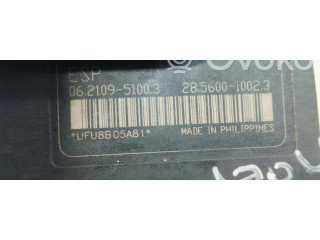 ESP
06.2109-5100.3 28.5600-1002.3
*UFU8B05A81* MADE IN PHILIPPINES